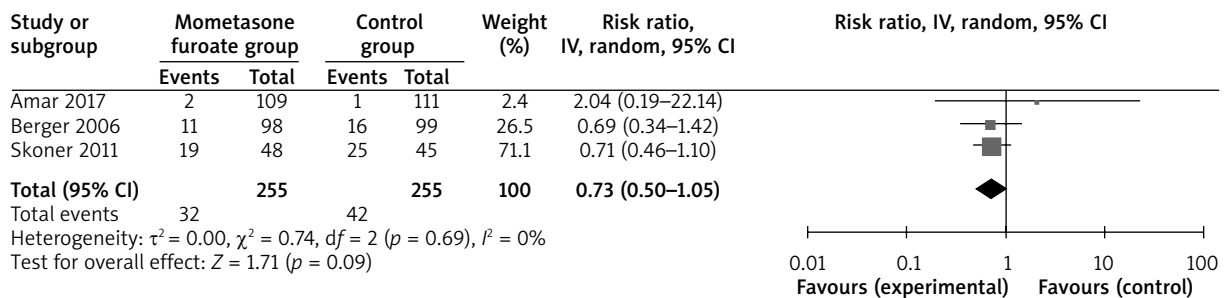 Study or Mometasone Control Weight Risk ratio, Risk ratio, IV, random, 95% CI
subgroup furoate group group (%) IV, random, 95% CI
Events Total Events Total
Amar 2017 2 109 1 111 2.4 2.04 (0.19–22.14)
Berger 2006 11 98 16 99 26.5 0.69 (0.34–1.42)
Skoner 2011 19 48 25 45 71.1 0.71 (0.46–1.10)
Total (95% CI) 255 255 100 0.73 (0.50–1.05)
Total events 32 42
Heterogeneity: τ² = 0.00, χ² = 0.74, df = 2 (p = 0.69), I² = 0%
Test for overall effect: Z = 1.71 (p = 0.09)
0.01 0.1 1 10 100
Favours (experimental) Favours (control)